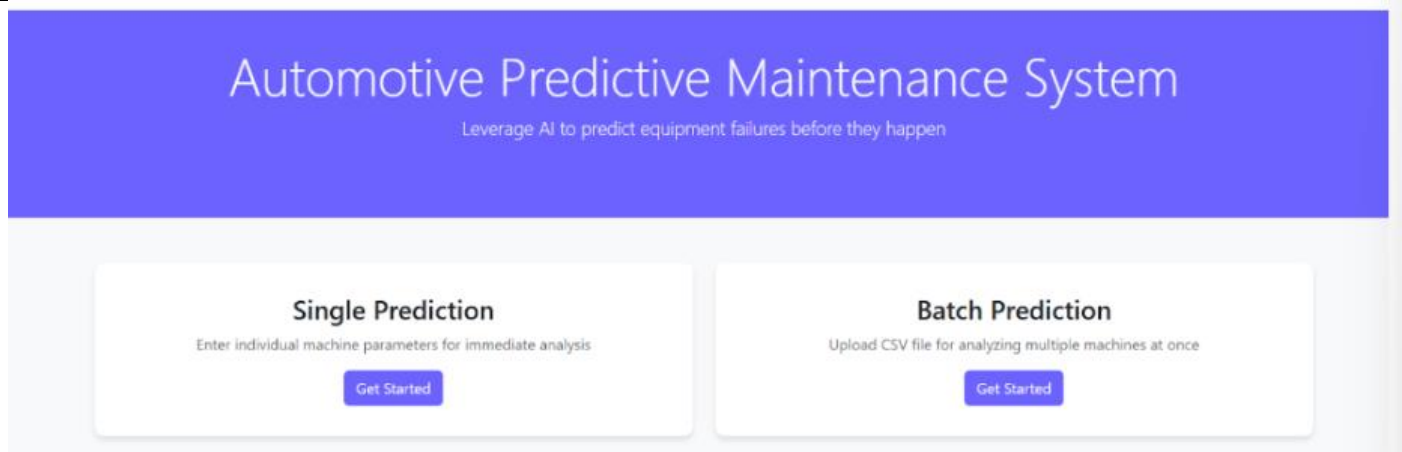 Automotive Predictive Maintenance System
Leverage AI to predict equipment failures before they happen
Single Prediction
Enter individual machine parameters for immediate analysis
Get Started
Batch Prediction
Upload CSV file for analyzing multiple machines at once
Get Started